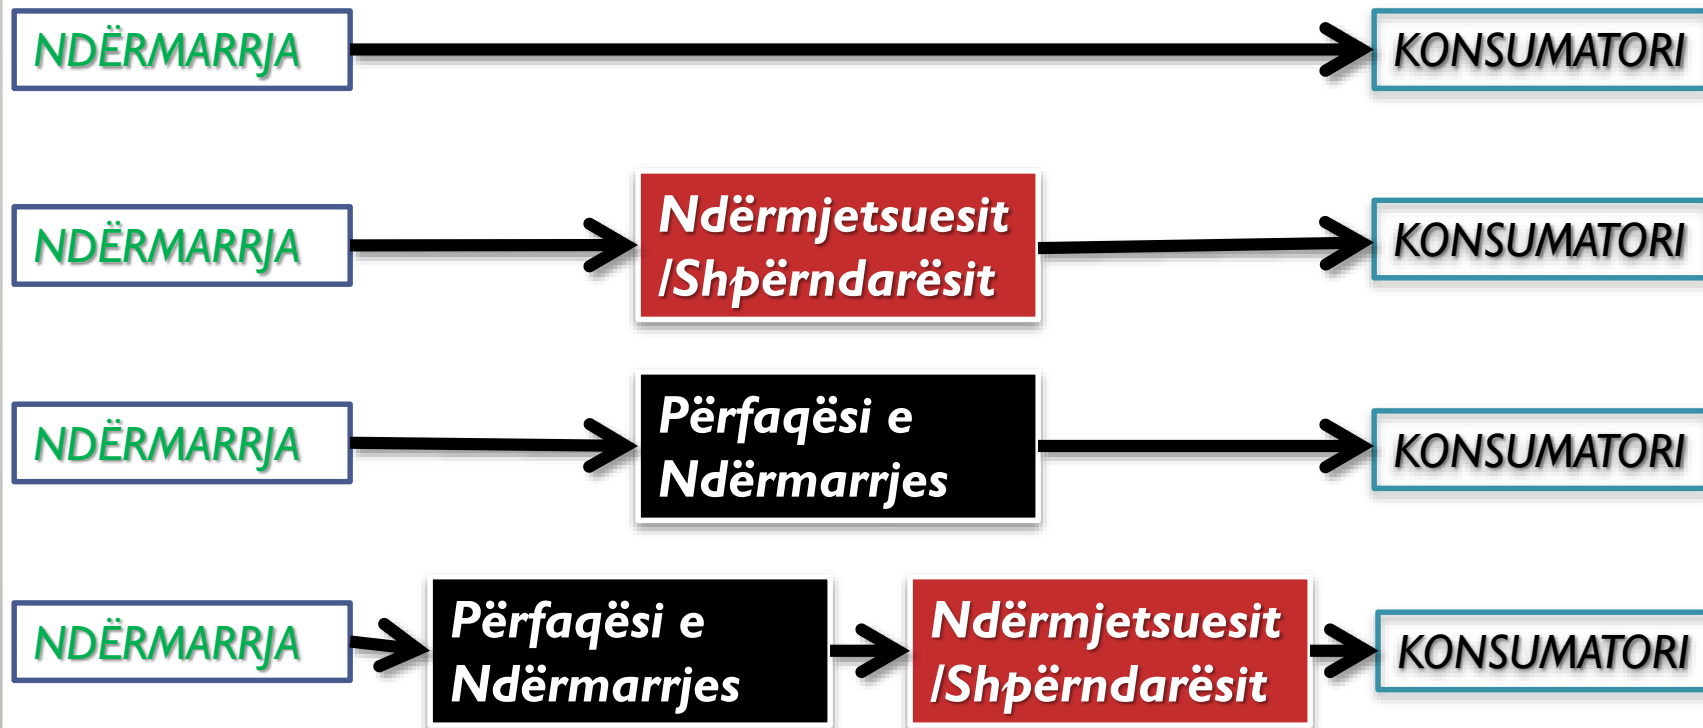 NDËRMARRJA
KONSUMATORI
NDËRMARRJA
Ndërmjetsuesit
/Shpërndarësit
KONSUMATORI
NDËRMARRJA
Përfaqësi e
Ndërmarrjes
KONSUMATORI
NDËRMARRJA
Përfaqësi e
Ndërmarrjes
Ndërmjetsuesit
/Shpërndarësit
KONSUMATORI